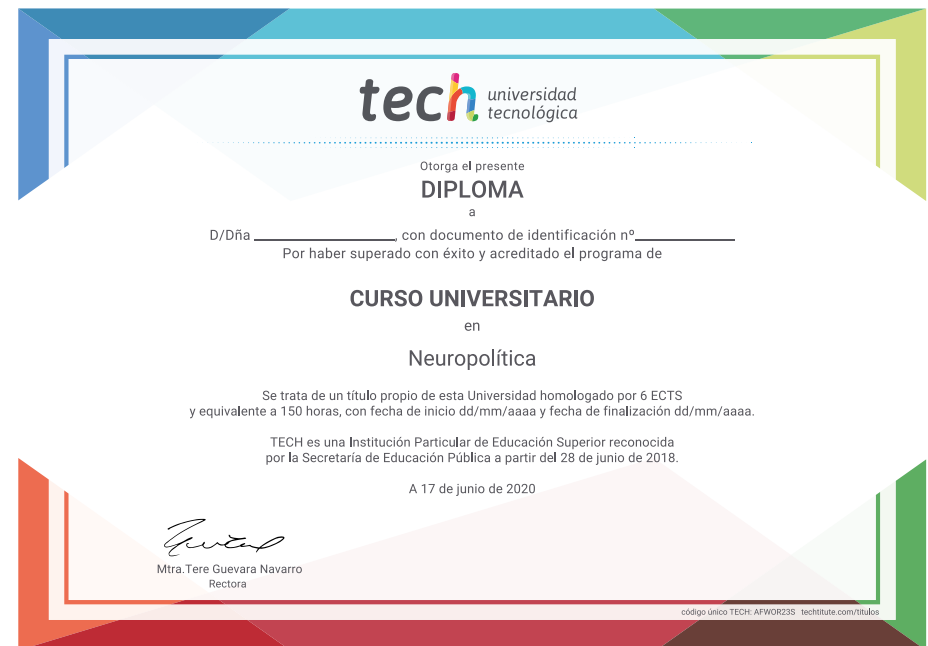 tech universidad
tecnológica
Otorga el presente
DIPLOMA
a
D/Dña ____________, con documento de identificación nº____________
Por haber superado con éxito y acreditado el programa de
CURSO UNIVERSITARIO
en
Neuropolítica
Se trata de un título propio de esta Universidad homologado por 6 ECTS
y equivalente a 150 horas, con fecha de inicio dd/mm/aaaa y fecha de finalización dd/mm/aaaa.
TECH es una Institución Particular de Educación Superior reconocida
por la Secretaría de Educación Pública a partir del 28 de junio de 2018.
A 17 de junio de 2020
Mtra.Tere Guevara Navarro
Rectora
código único TECH: AFWOR23S techtitute.com/titulos